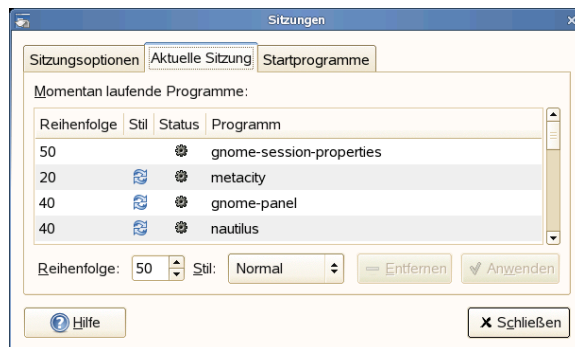 Sitzungen
Sitzungsoptionen Aktuelle Sitzung Startprogramme
Momentan laufende Programme:
Reihenfolge Stil Status Programm
50 gnome-session-properties
20 metacity
40 gnome-panel
40 nautilus
Reihenfolge: 50 Stil: Normal Entfernen Anwenden
Hilfe Schließen